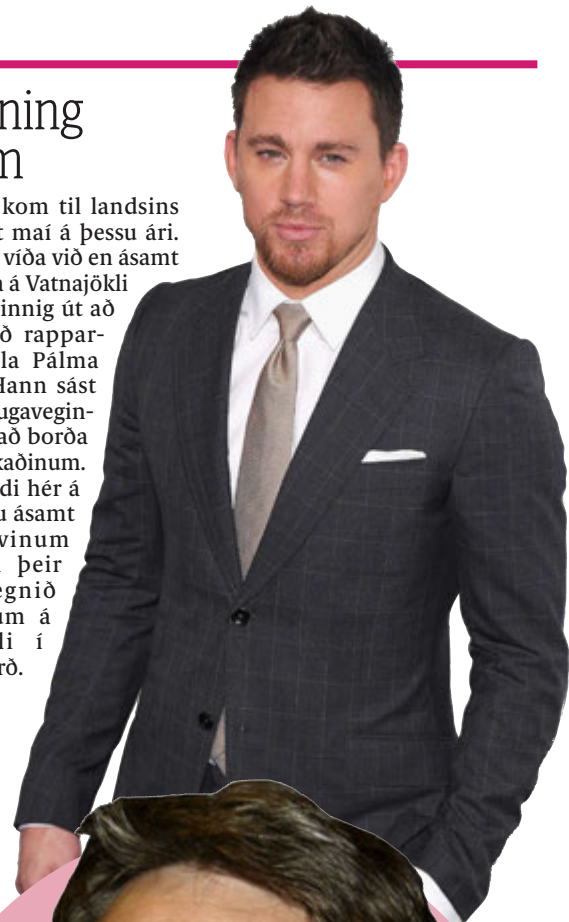 ning
m
kom til landsins
t maí á þessu ári.
víða við en ásamt
á Vatnajökli
innig út að
ð rappar-
la Pálma
Hann sást
ugavegin-
að borða
kaðinum.
di hér á
u ásamt
vinum
þeir
egnið
um á
li í
rð.